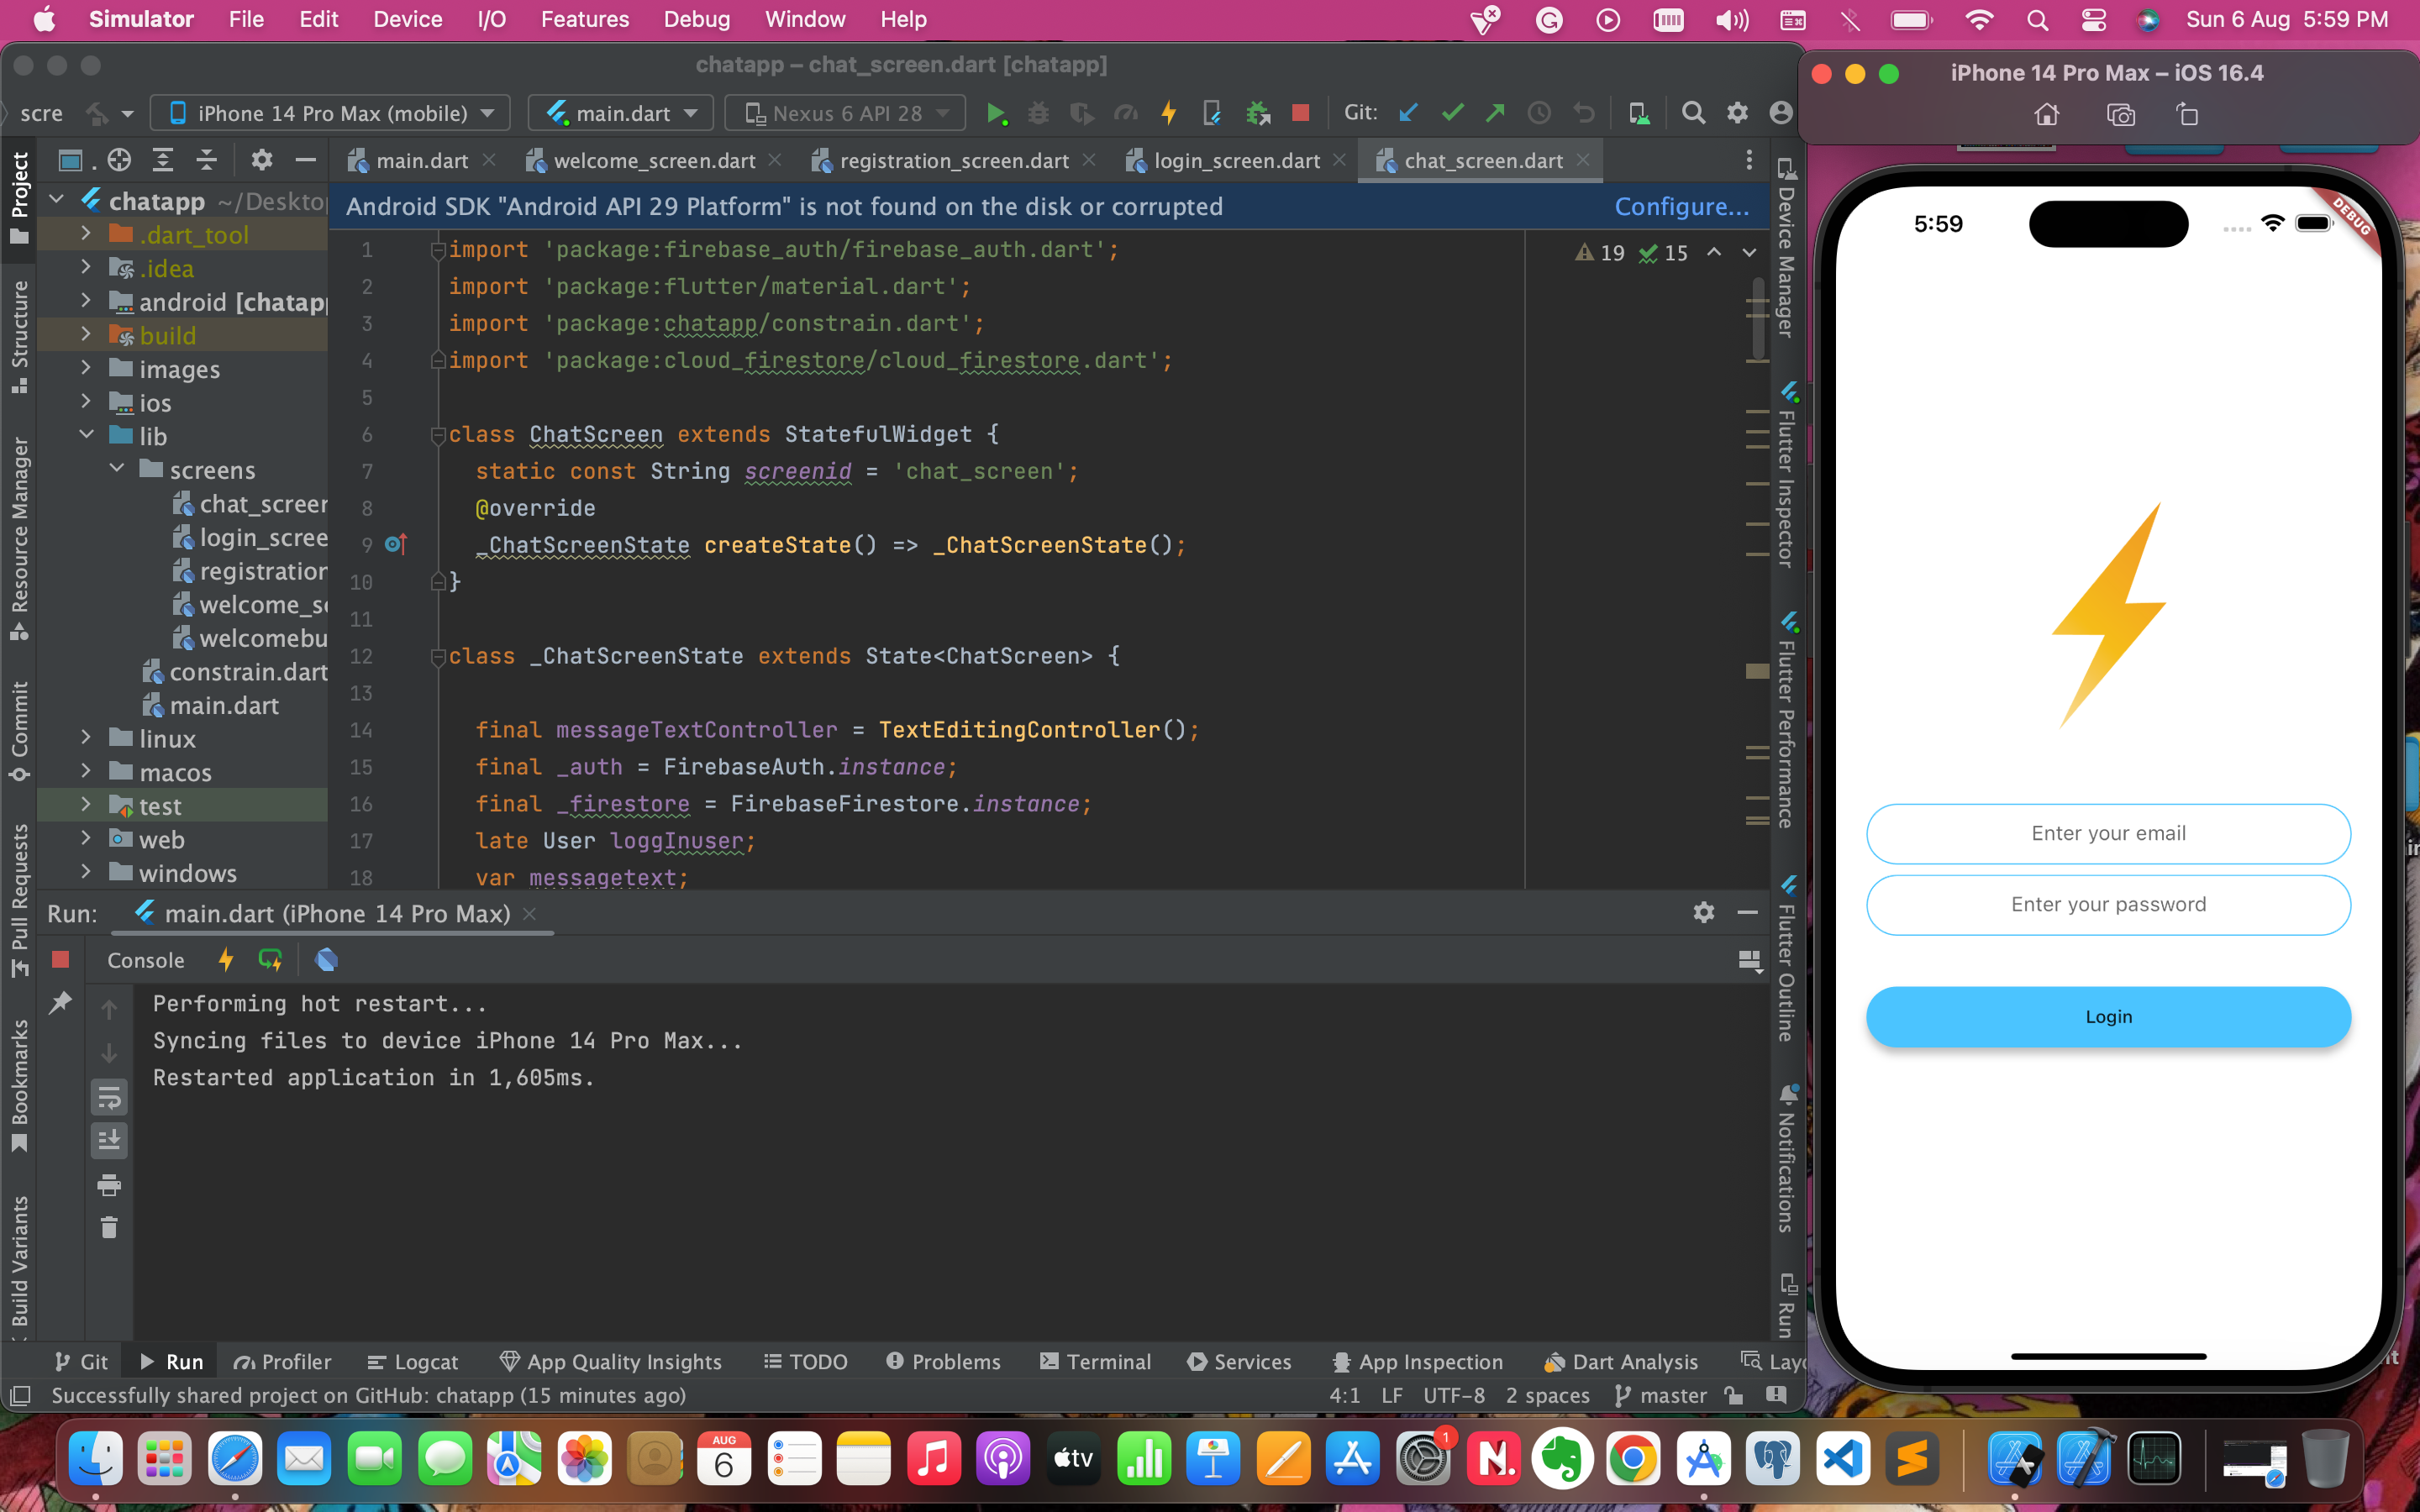 Simulator File Edit Device I/O Features Debug Window Help Sun 6 Aug 5:59 PM
chatapp – chat_screen.dart [chatapp]
scre iPhone 14 Pro Max (mobile) main.dart Nexus 6 API 28 Git:
Project
Structure
Resource Manager
Commit
Pull Requests
Bookmarks
Build Variants
chatapp ~/Deskto
.dart_tool
.idea
android [chatap
build
images
ios
lib
screens
chat_screer
login_scree
registration
welcome_s
welcomebu
constrain.dart
main.dart
linux
macos
test
web
windows
main.dart welcome_screen.dart registration_screen.dart login_screen.dart chat_screen.dart
Android SDK "Android API 29 Platform" is not found on the disk or corrupted Configure...
19 15
1 import 'package:firebase_auth/firebase_auth.dart';
2 import 'package:flutter/material.dart';
3 import 'package:chatapp/constrain.dart';
4 import 'package:cloud_firestore/cloud_firestore.dart';
5
6 class ChatScreen extends StatefulWidget {
7 static const String screenid = 'chat_screen';
8 @override
9 _ChatScreenState createState() => _ChatScreenState();
10 }
11
12 class _ChatScreenState extends State<ChatScreen> {
13
14 final messageTextController = TextEditingController();
15 final _auth = FirebaseAuth.instance;
16 final _firestore = FirebaseFirestore.instance;
17 late User loggInuser;
18 var messagetext;
Device Manager
Flutter Inspector
Flutter Performance
Flutter Outline
Notifications
Run
Run: main.dart (iPhone 14 Pro Max)
Console
Performing hot restart...
Syncing files to device iPhone 14 Pro Max...
Restarted application in 1,605ms.
Git Run Profiler Logcat App Quality Insights TODO Problems Terminal Services App Inspection Dart Analysis Layo
Successfully shared project on GitHub: chatapp (15 minutes ago) 4:1 LF UTF-8 2 spaces master
iPhone 14 Pro Max – iOS 16.4
5:59
DEBUG
Enter your email
Enter your password
Login
AUG
6
tv
1
N.